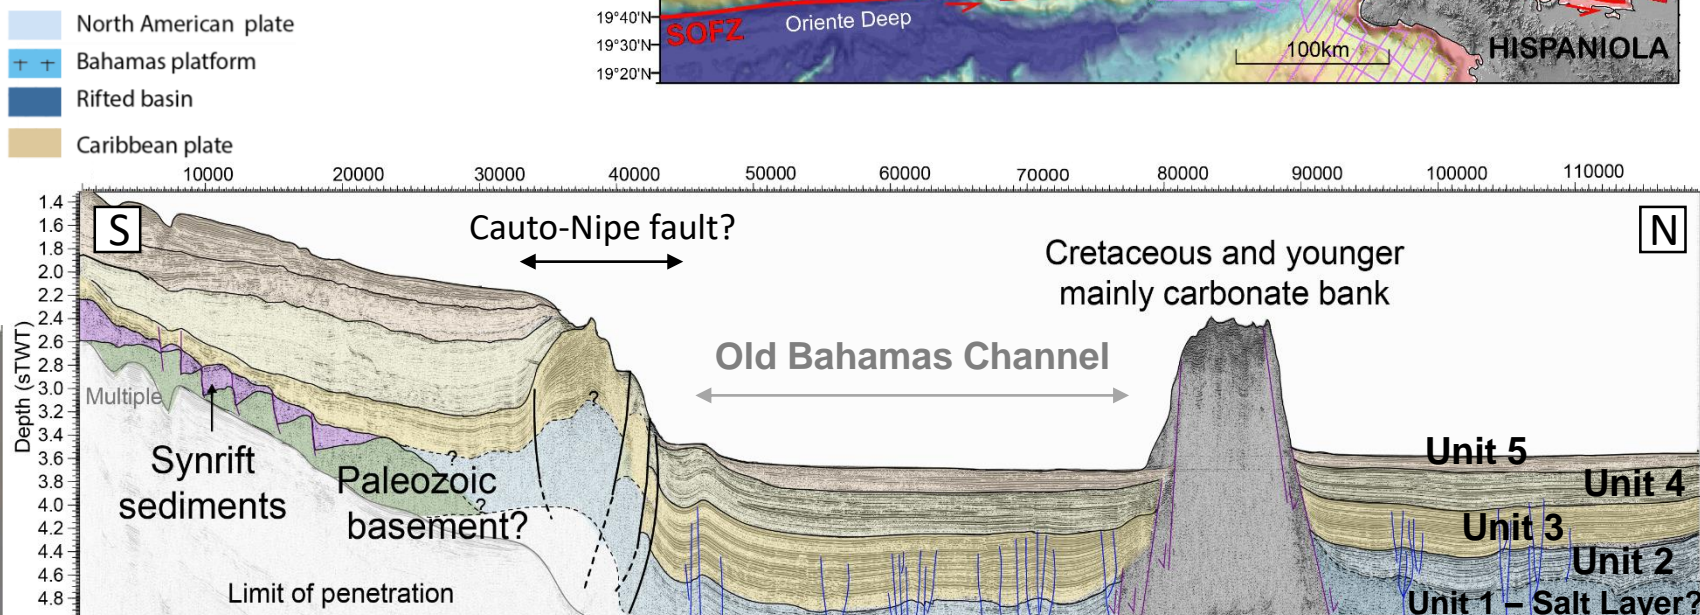 North American plate
Bahamas platform
Rifted basin
Caribbean plate
19°40'N
19°30'N
19°20'N
SOFZ
Oriente Deep
100km
HISPANIOLA
10000 20000 30000 40000 50000 60000 70000 80000 90000 100000 110000
Depth (sTWT)
1.4
1.6
1.8
2.0
2.2
2.4
2.6
2.8
3.0
3.2
3.4
3.6
3.8
4.0
4.2
4.4
4.6
4.8
S
N
Cauto-Nipe fault?
Cretaceous and younger
mainly carbonate bank
Old Bahamas Channel
Multiple
?
Synrift
sediments
?
Paleozoic
?
basement?
Limit of penetration
Unit 5
Unit 4
Unit 3
Unit 2
Unit 1 – Salt Layer?